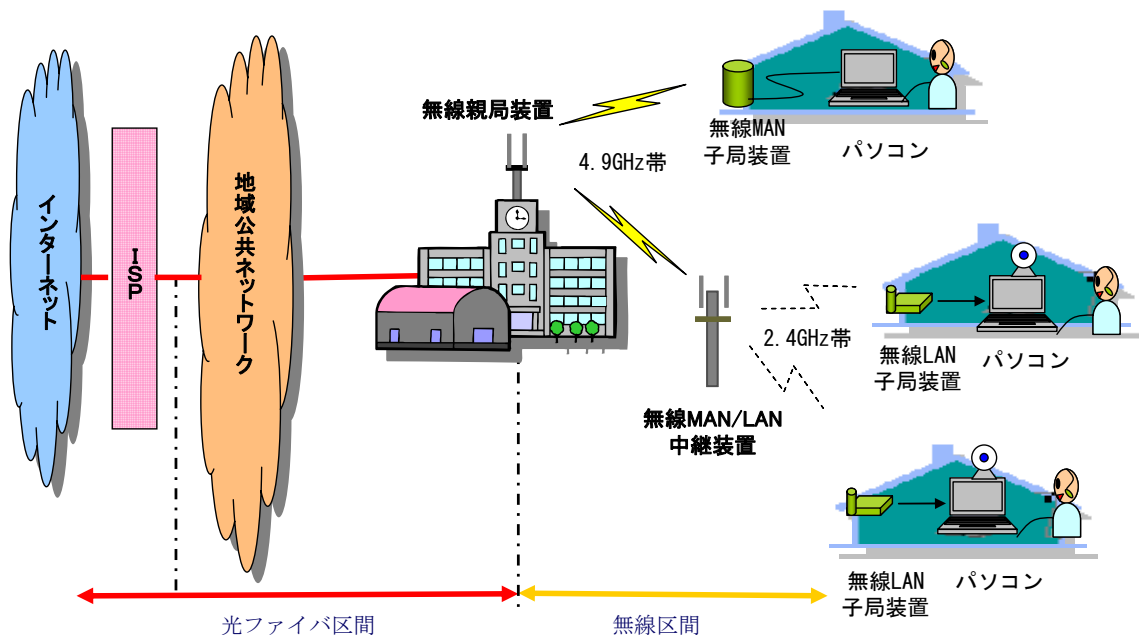 インターネット
ISP
地域公共ネットワーク
無線親局装置
4.9GHz帯
無線MAN
子局装置
パソコン
2.4GHz帯
無線LAN
子局装置
パソコン
無線MAN/LAN
中継装置
無線LAN
子局装置
パソコン
光ファイバ区間
無線区間